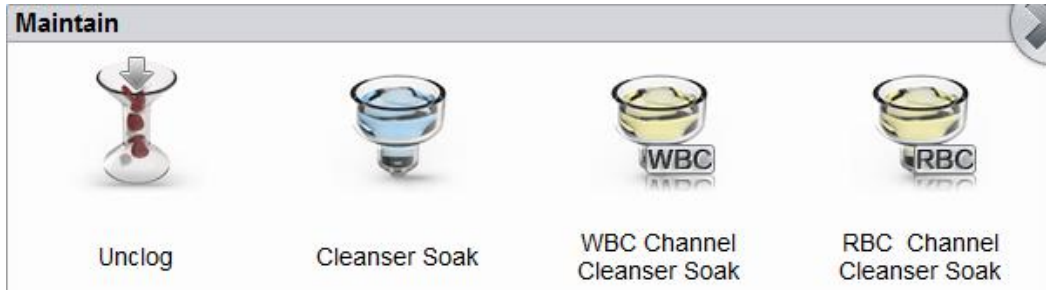 Maintain
WBC
RBC
Unclog
Cleanser Soak
WBC Channel
Cleanser Soak
RBC  Channel
Cleanser Soak